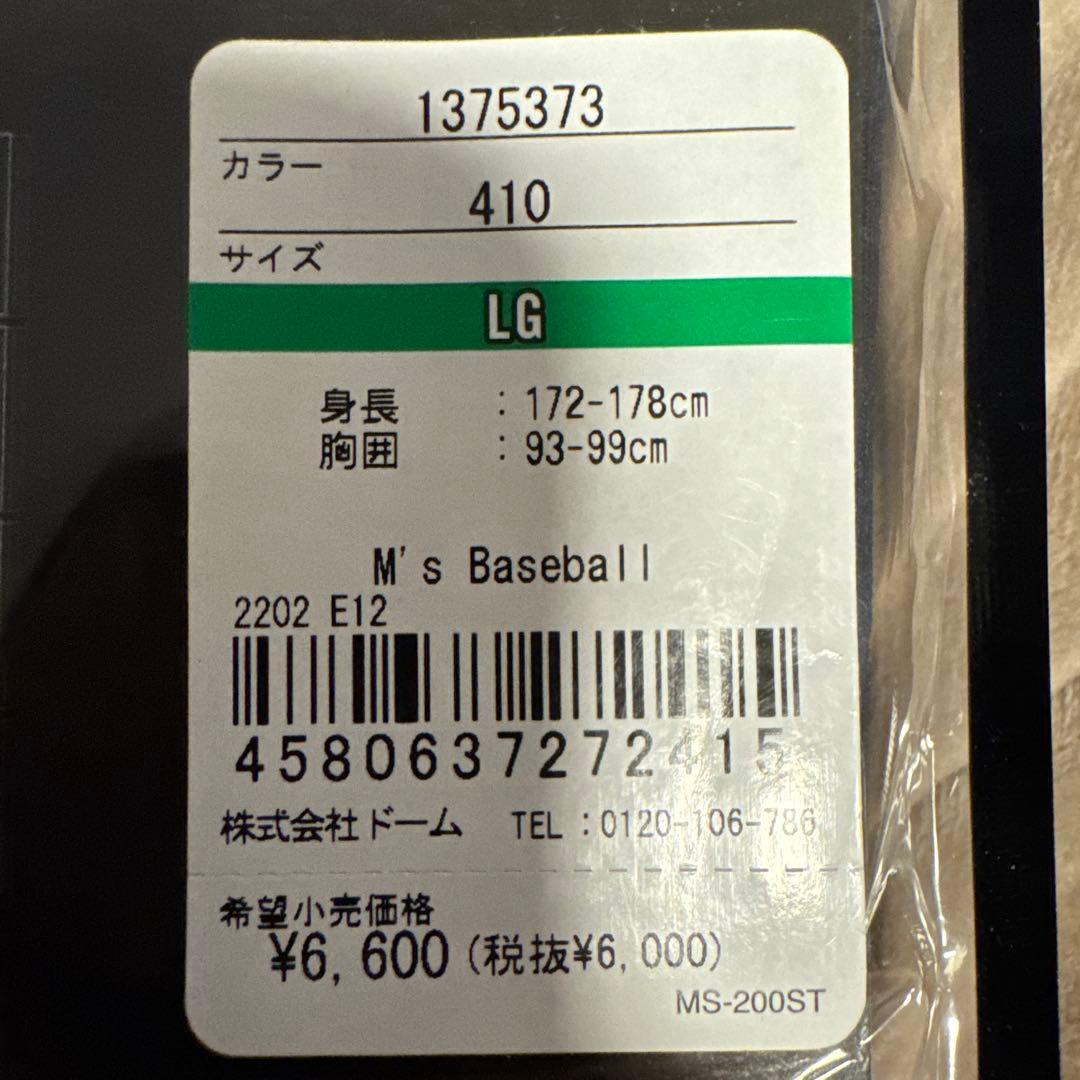 1375373
カラー
410
サイズ
LG
身長 : 172-178cm
胸囲 : 93-99cm
M's Baseball
2202 E12
4580637272415
株式会社ドーム TEL:0120-106-786
希望小売価格
¥6,600(税抜¥6,000)
MS-200ST